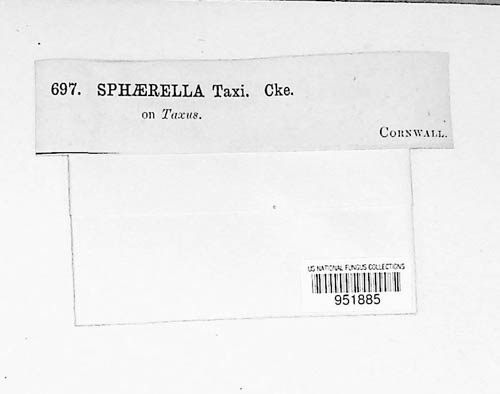 697. SPHÆRELLA Taxi. Cke.
on Taxus.
CORNWALL.
US NATIONAL FUNGUS COLLECTIONS
951885